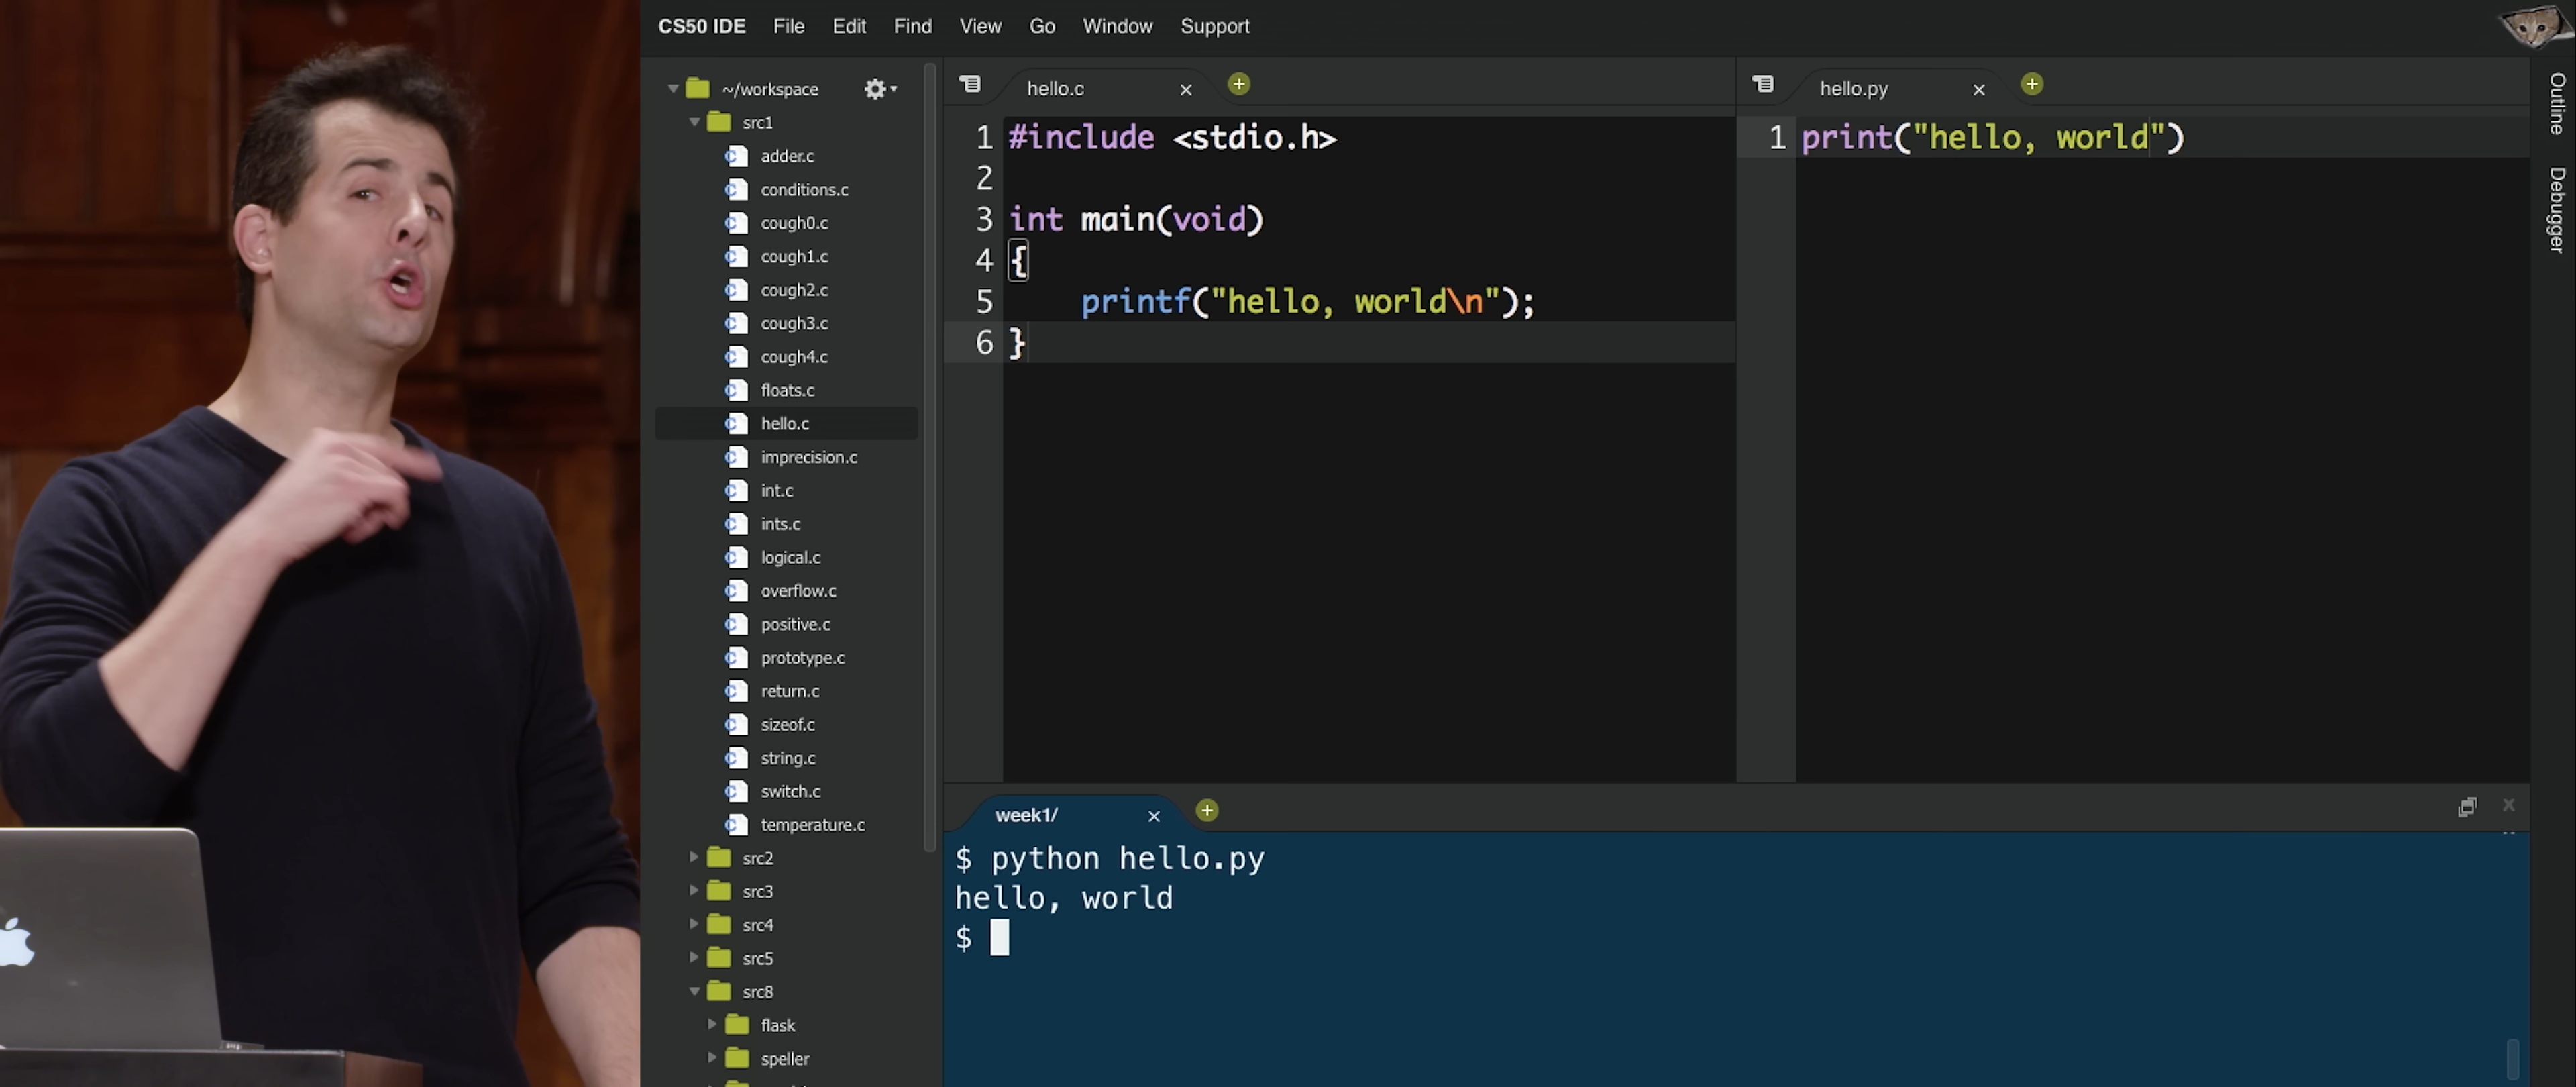 CS50 IDE File Edit Find View Go Window Support
~/workspace
src1
adder.c
conditions.c
cough0.c
cough1.c
cough2.c
cough3.c
cough4.c
floats.c
hello.c
imprecision.c
int.c
ints.c
logical.c
overflow.c
positive.c
prototype.c
return.c
sizeof.c
string.c
switch.c
temperature.c
src2
src3
src4
src5
src8
flask
speller
hello.c
1 #include <stdio.h>
2
3 int main(void)
4 {
5     printf("hello, world\n");
6 }
hello.py
1 print("hello, world")
Outline
Debugger
week1/
$ python hello.py
hello, world
$